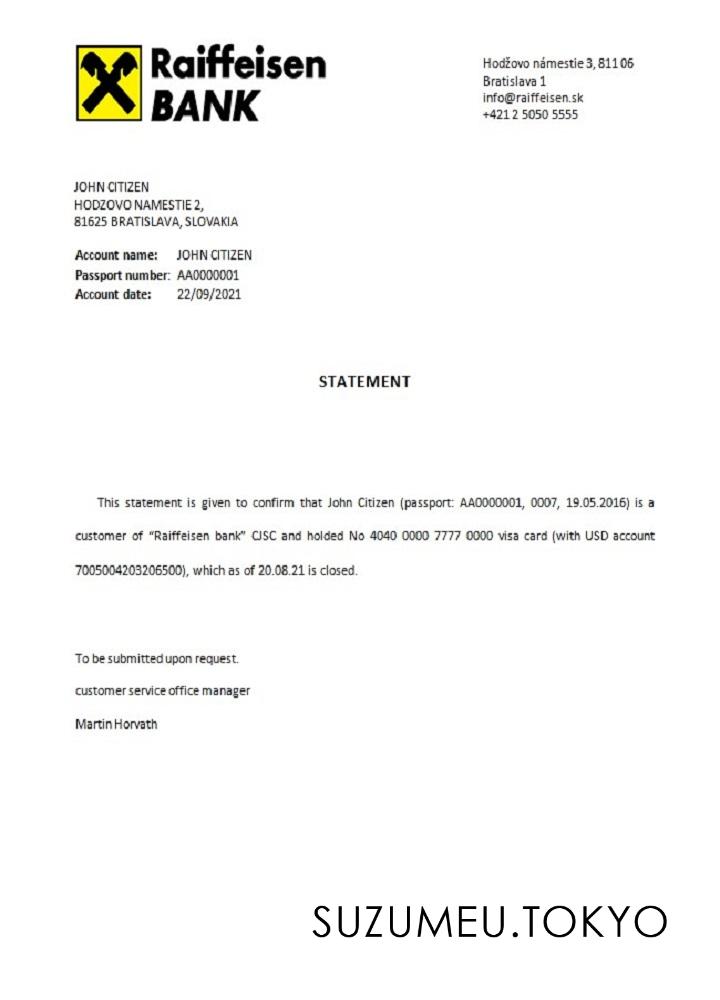 Raiffeisen
BANK
Hodžovo námestie 3, 811 06
Bratislava 1
info@raiffeisen.sk
+421 2 5050 5555
JOHN CITIZEN
HODZOVO NAMESTIE 2,
81625 BRATISLAVA, SLOVAKIA
Account name: JOHN CITIZEN
Passport number: AA0000001
Account date: 22/09/2021
STATEMENT
This statement is given to confirm that John Citizen (passport: AA0000001, 0007, 19.05.2016) is a
customer of “Raiffeisen bank” CJSC and holded No 4040 0000 7777 0000 visa card (with USD account
7005004203206500), which as of 20.08.21 is closed.
To be submitted upon request.
customer service office manager
Martin Horvath
SUZUMEU.TOKYO